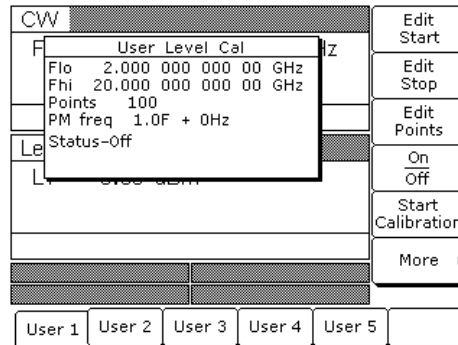 CW
User Level Cal
Flo 2.000 000 000 00 GHz
Fhi 20.000 000 000 00 GHz
Points 100
PM freq 1.0F + 0Hz
Status-Off
Edit
Start
Edit
Stop
Edit
Points
On
Off
Start
Calibration
More
User 1
User 2
User 3
User 4
User 5